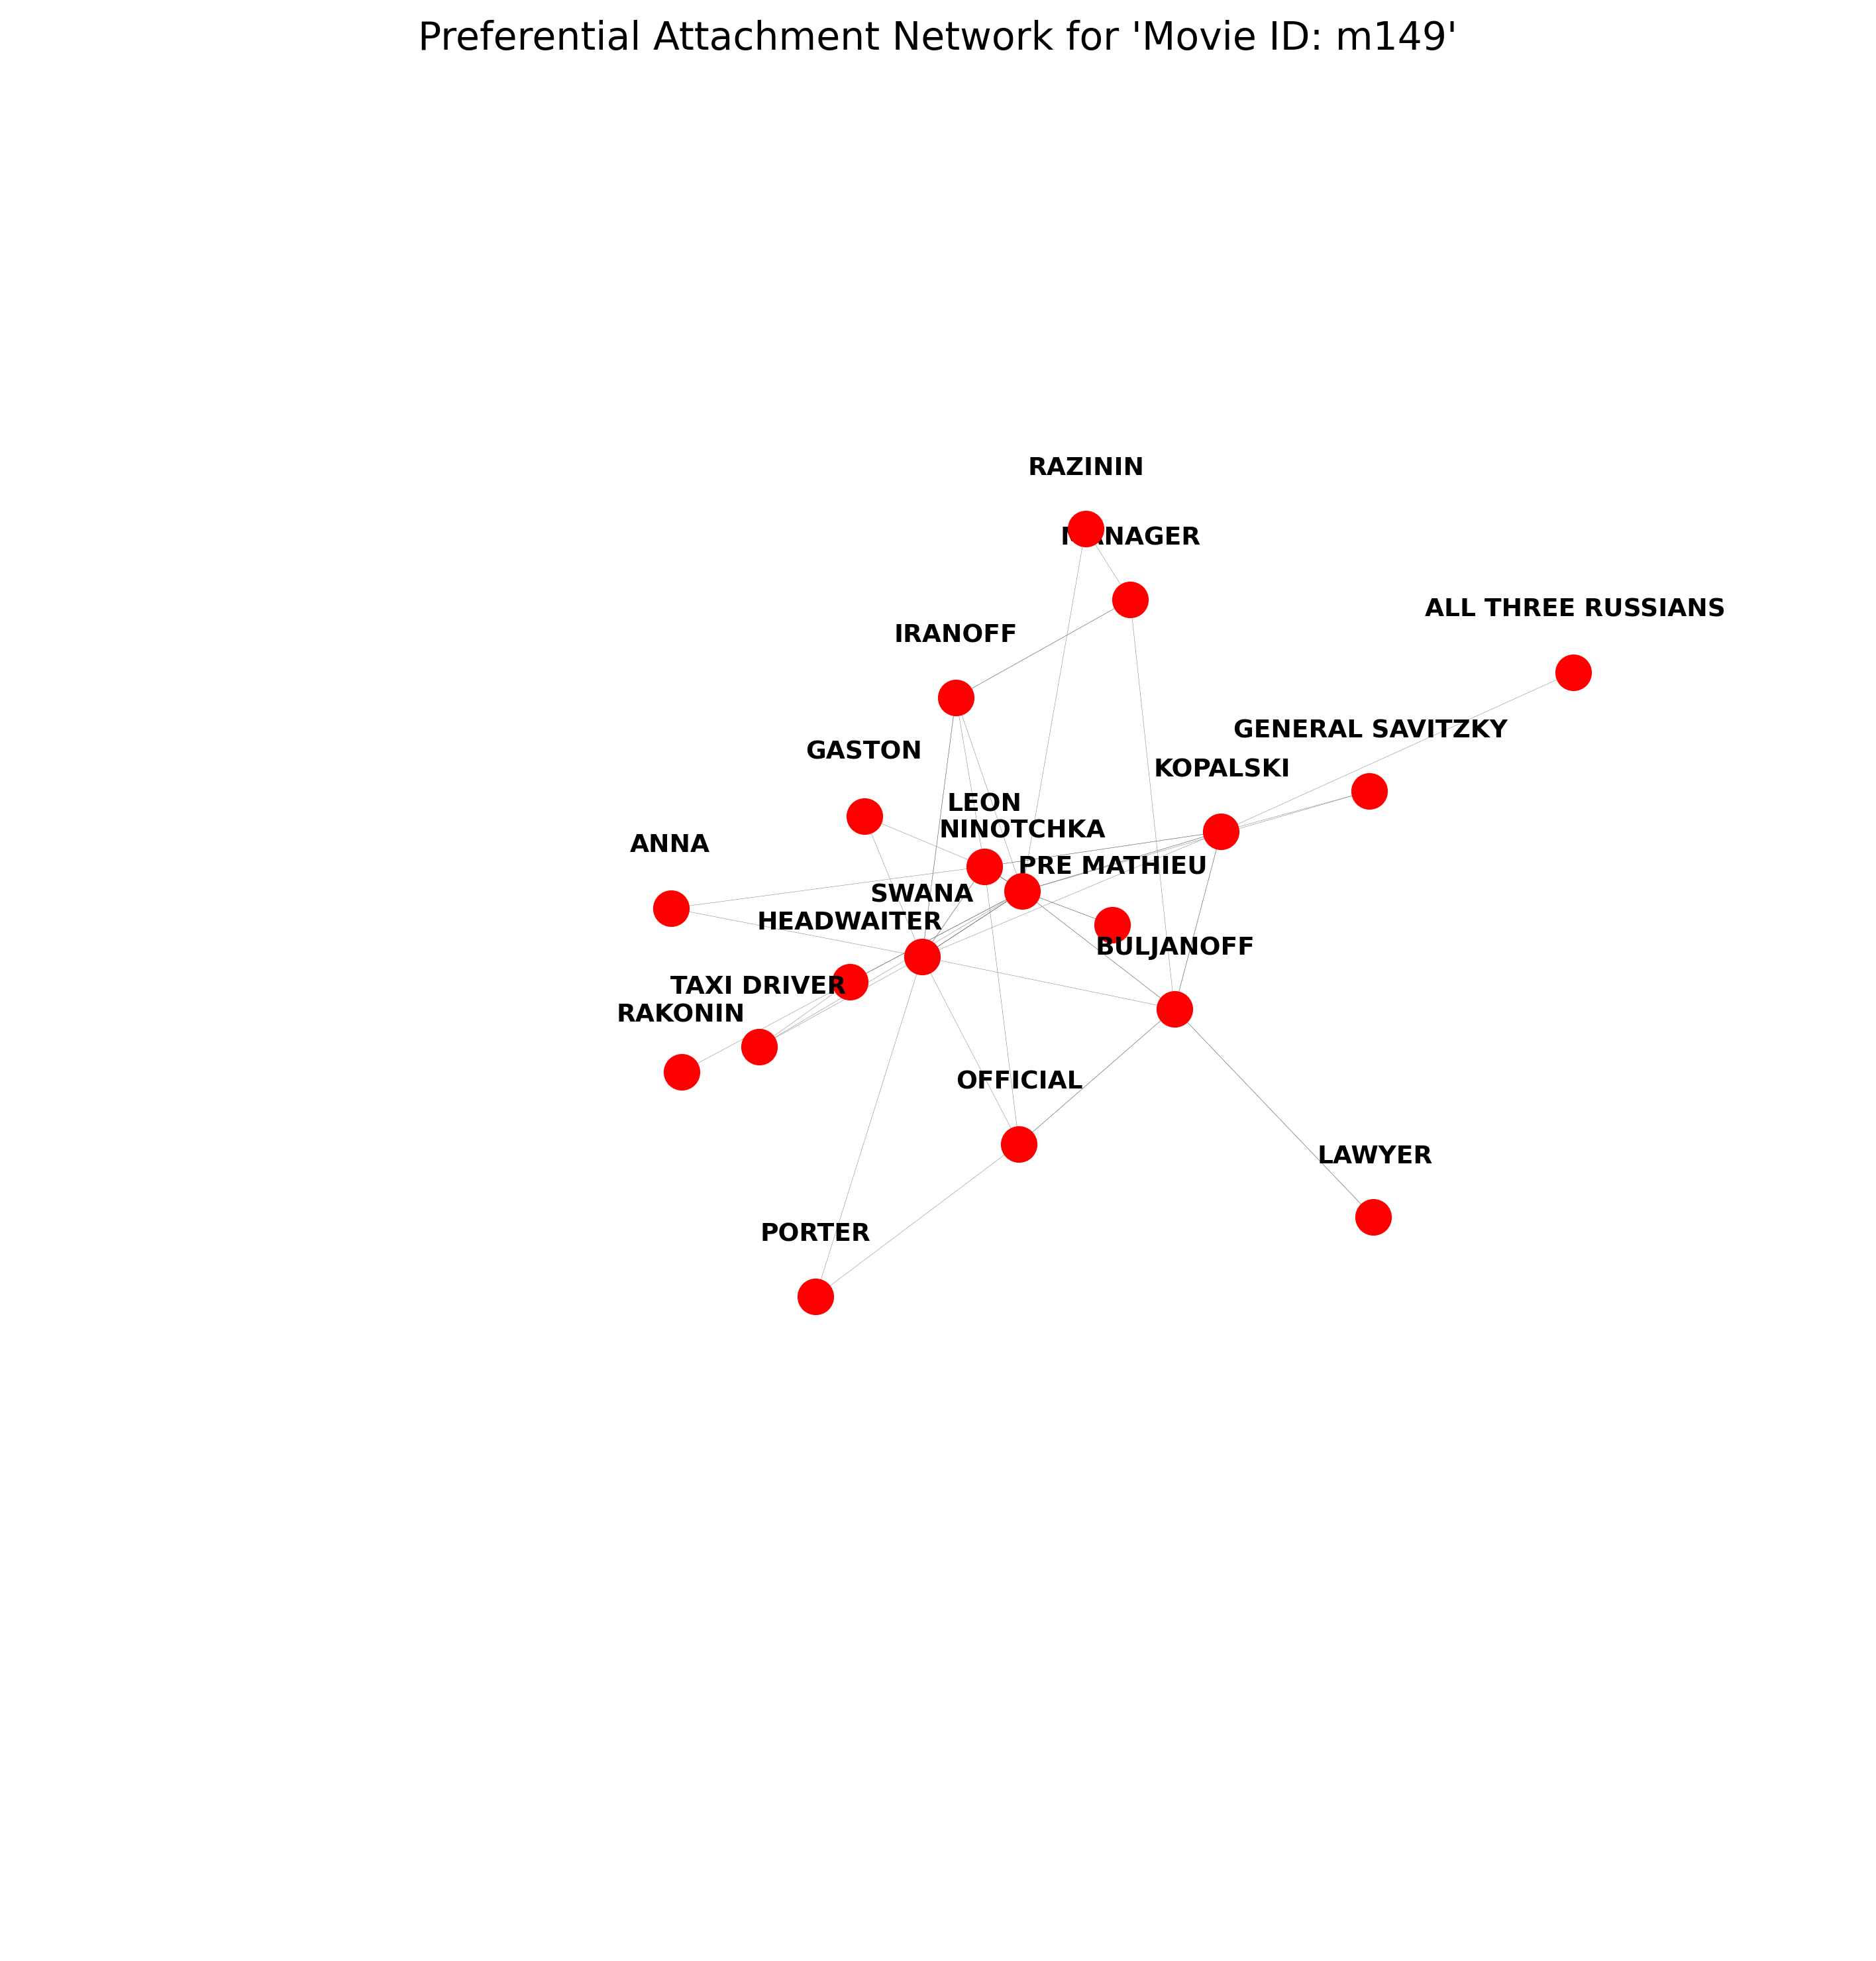 Preferential Attachment Network for 'Movie ID: m149'
RAZININ
MANAGER
ALL THREE RUSSIANS
IRANOFF
GENERAL SAVITZKY
GASTON
KOPALSKI
LEON
NINOTCHKA
ANNA
PRE MATHIEU
SWANA
HEADWAITER
BULJANOFF
TAXI DRIVER
RAKONIN
OFFICIAL
LAWYER
PORTER